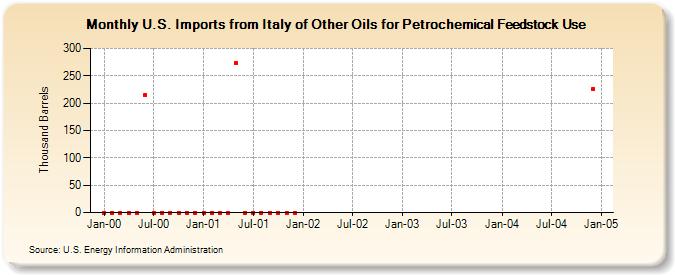 Monthly U.S. Imports from Italy of Other Oils for Petrochemical Feedstock Use
Thousand Barrels
300
250
200
150
100
50
0
Jan-00 Jul-00 Jan-01 Jul-01 Jan-02 Jul-02 Jan-03 Jul-03 Jan-04 Jul-04 Jan-05
Source: U.S. Energy Information Administration